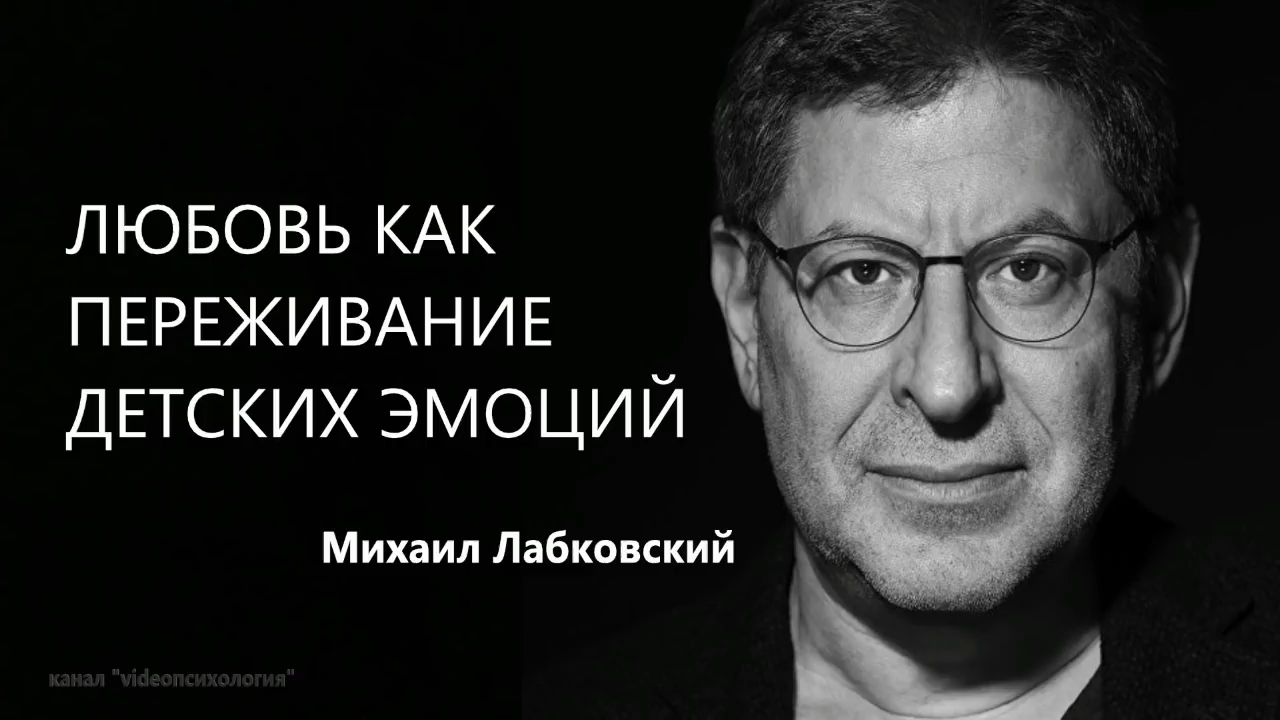 ЛЮБОВЬ КАК
ПЕРЕЖИВАНИЕ
ДЕТСКИХ ЭМОЦИЙ
Михаил Лабковский
канал "videопсихология"